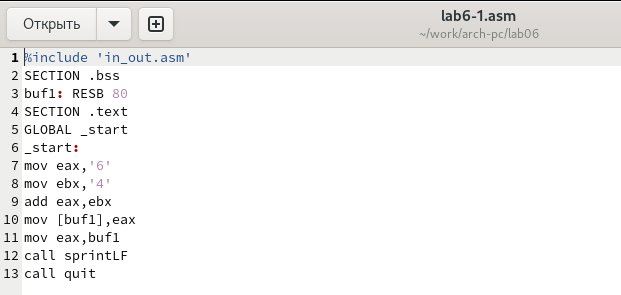 Открыть
lab6-1.asm
~/work/arch-pc/lab06
1 %include 'in_out.asm'
2 SECTION .bss
3 buf1: RESB 80
4 SECTION .text
5 GLOBAL _start
6 _start:
7 mov eax,'6'
8 mov ebx,'4'
9 add eax,ebx
10 mov [buf1],eax
11 mov eax,buf1
12 call sprintLF
13 call quit